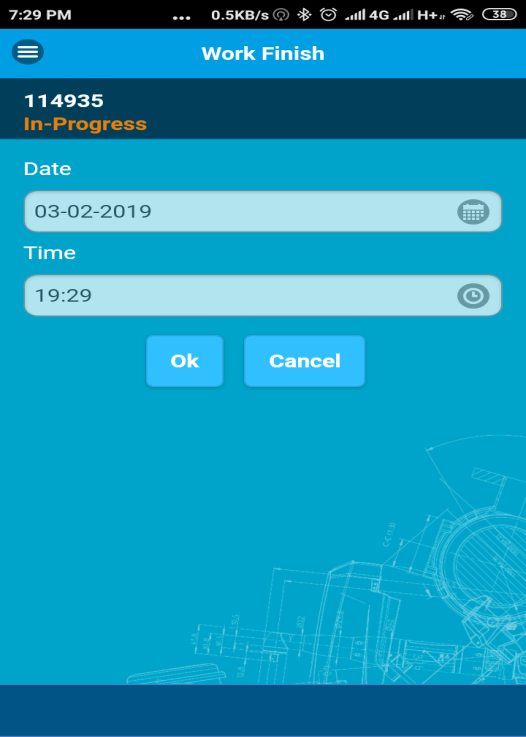 7:29 PM ... 0.5KB/s 4G H+ 38
Work Finish
114935
In-Progress
Date
03-02-2019
Time
19:29
Ok Cancel